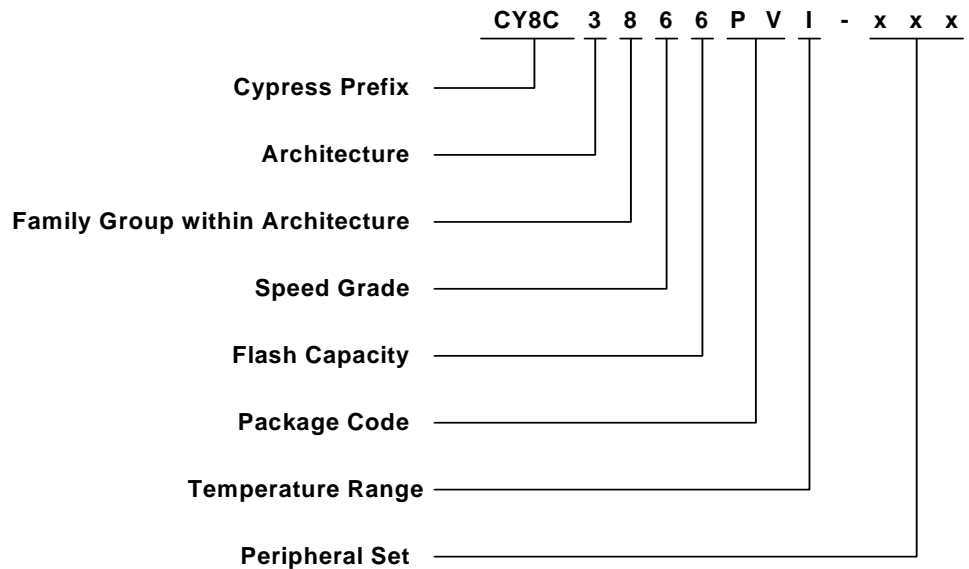 CY8C 3 8 6 6 P V I - x x x
Cypress Prefix
Architecture
Family Group within Architecture
Speed Grade
Flash Capacity
Package Code
Temperature Range
Peripheral Set